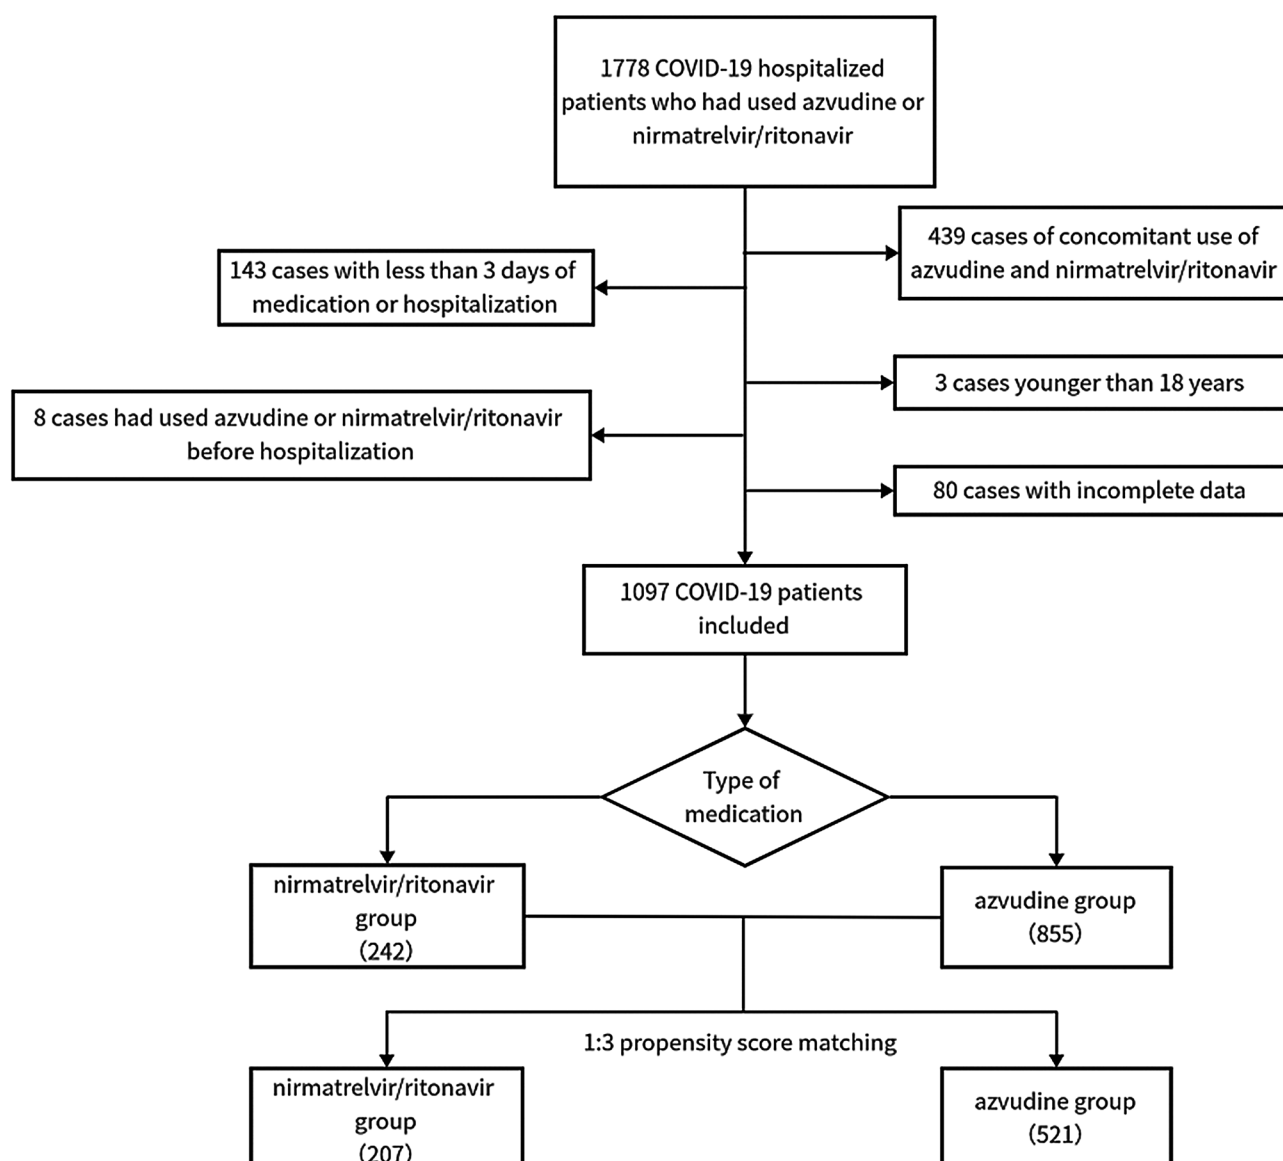 1778 COVID-19 hospitalized
patients who had used azvudine or
nirmatrelvir/ritonavir
439 cases of concomitant use of
azvudine and nirmatrelvir/ritonavir
143 cases with less than 3 days of
medication or hospitalization
3 cases younger than 18 years
8 cases had used azvudine or nirmatrelvir/ritonavir
before hospitalization
80 cases with incomplete data
1097 COVID-19 patients
included
Type of
medication
nirmatrelvir/ritonavir
group
(242)
azvudine group
(855)
1:3 propensity score matching
nirmatrelvir/ritonavir
group
(207)
azvudine group
(521)